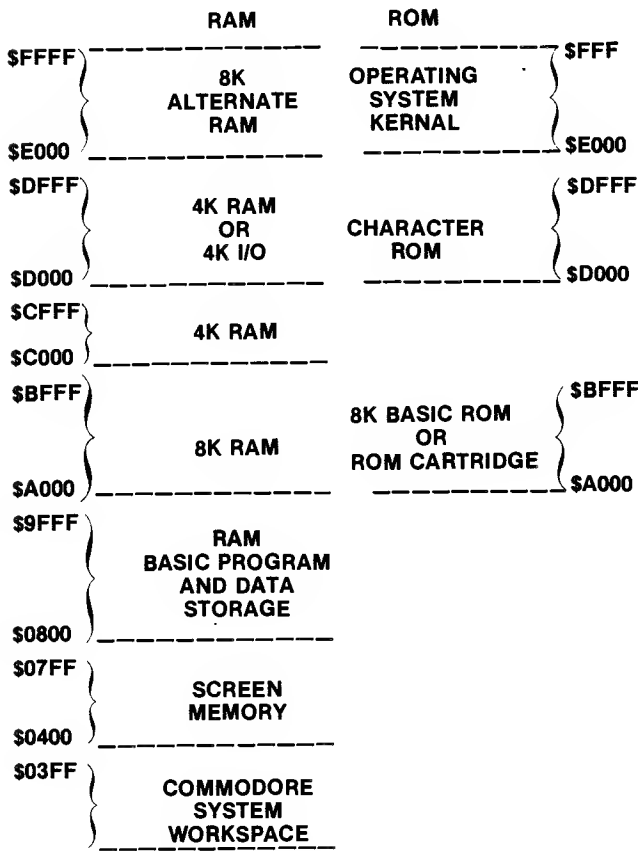 RAM ROM
$FFFF $FFF
8K OPERATING
ALTERNATE SYSTEM
RAM KERNAL
$E000 $E000
$DFFF $DFFF
4K RAM
OR CHARACTER
4K I/O ROM
$D000 $D000
$CFFF
4K RAM
$C000
$BFFF $BFFF
8K BASIC ROM
OR
8K RAM ROM CARTRIDGE
$A000 $A000
$9FFF
RAM
BASIC PROGRAM
AND DATA
STORAGE
$0800
$07FF
SCREEN
MEMORY
$0400
$03FF
COMMODORE
SYSTEM
WORKSPACE